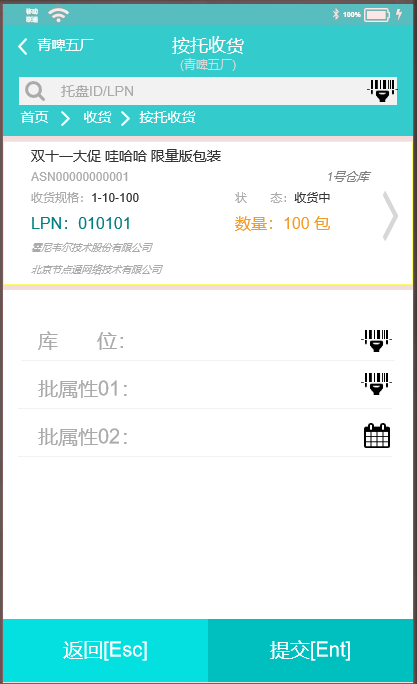 移动
联通
100%
青啤五厂
按托收货
(青啤五厂)
托盘ID/LPN
首页
收货
按托收货
双十一大促 哇哈哈 限量版包装
ASN00000000001
1号仓库
收货规格：1-10-100
状　态：收货中
LPN：010101
数量：100 包
霍尼韦尔技术股份有限公司
北京节点通网络技术有限公司
库　位：
批属性01：
批属性02：
返回[Esc]
提交[Ent]